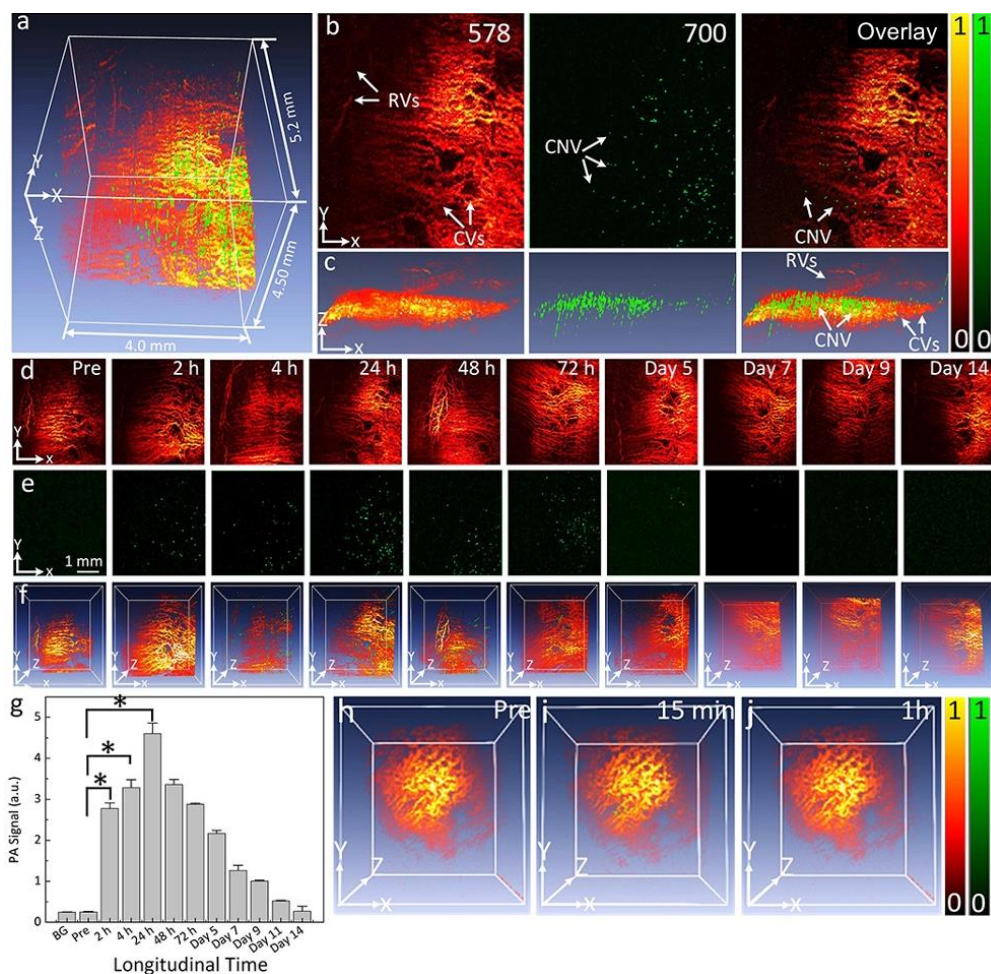 a
5.2 mm
4.50 mm
4.0 mm
Y
X
Z
b
578
700
Overlay
1
1
RVs
CVs
CNV
CNV
Y
x
0
0
c
RVs
CNV
CVs
Z
x
d
Pre
2 h
4 h
24 h
48 h
72 h
Day 5
Day 7
Day 9
Day 14
Y
x
e
Y
x
1 mm
f
Y
Z
X
Y
Z
X
Y
Z
X
Y
Z
X
Y
Z
X
Y
Z
X
Y
Z
X
Y
Z
X
Y
Z
X
Y
Z
X
g
PA Signal (a.u.)
5
4
3
2
1
0
*
*
*
BG
Pre
2 h
4 h
24 h
48 h
72 h
Day 5
Day 7
Day 9
Day 11
Day 14
Longitudinal Time
h
Pre
Y
Z
X
i
15 min
Y
Z
X
j
1h
Y
Z
X
1
1
0
0